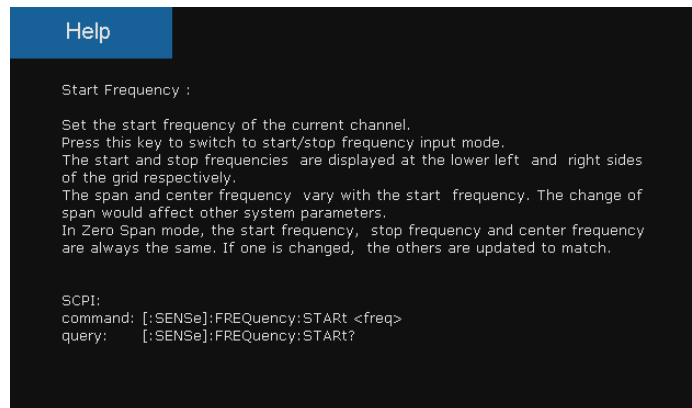 Help
Start Frequency :
Set the start frequency of the current channel.
Press this key to switch to start/stop frequency input mode.
The start and stop frequencies are displayed at the lower left and right sides
of the grid respectively.
The span and center frequency vary with the start frequency. The change of
span would affect other system parameters.
In Zero Span mode, the start frequency, stop frequency and center frequency
are always the same. If one is changed, the others are updated to match.
SCPI:
command: [:SENSe]:FREQuency:STARt <freq>
query: [:SENSe]:FREQuency:STARt?